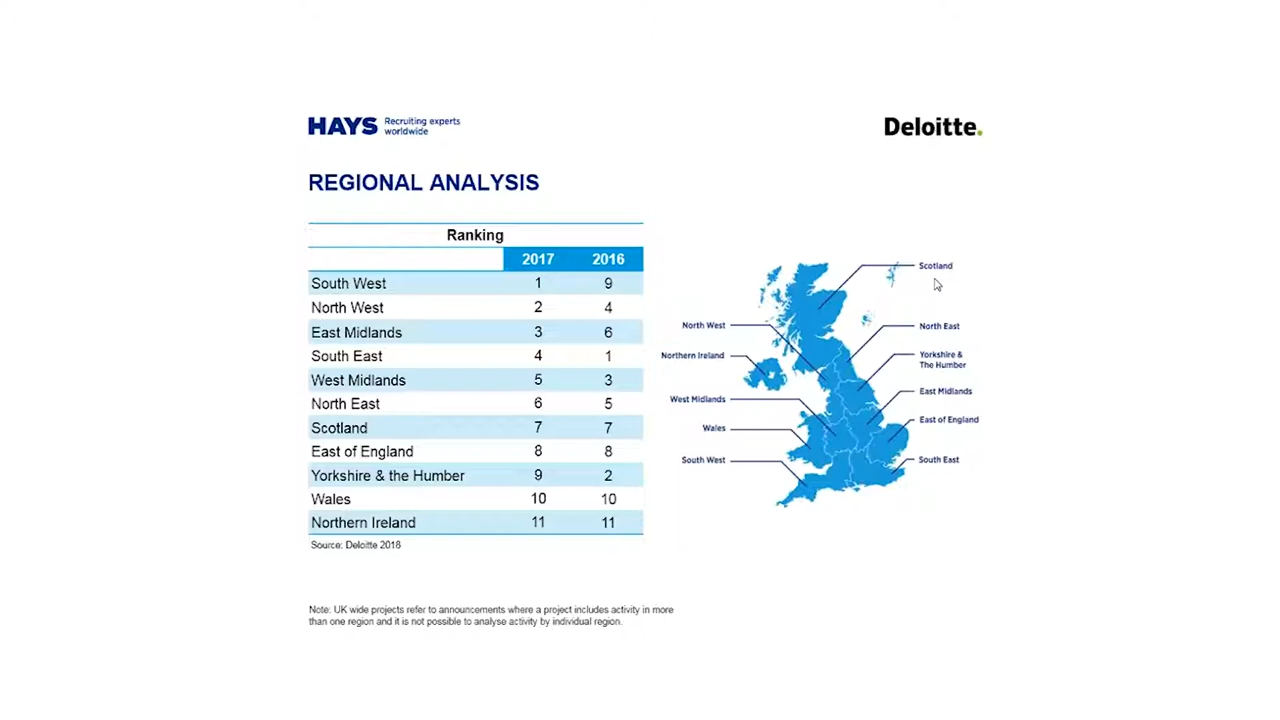 HAYS Recruiting experts
worldwide
Deloitte.
REGIONAL ANALYSIS
Ranking
2017 2016
South West 1 9
North West 2 4
East Midlands 3 6
South East 4 1
West Midlands 5 3
North East 6 5
Scotland 7 7
East of England 8 8
Yorkshire & the Humber 9 2
Wales 10 10
Northern Ireland 11 11
Source: Deloitte 2018
Scotland
North West
North East
Northern Ireland
Yorkshire &
The Humber
West Midlands
East Midlands
Wales
East of England
South West
South East
Note: UK wide projects refer to announcements where a project includes activity in more
than one region and it is not possible to analyse activity by individual region.